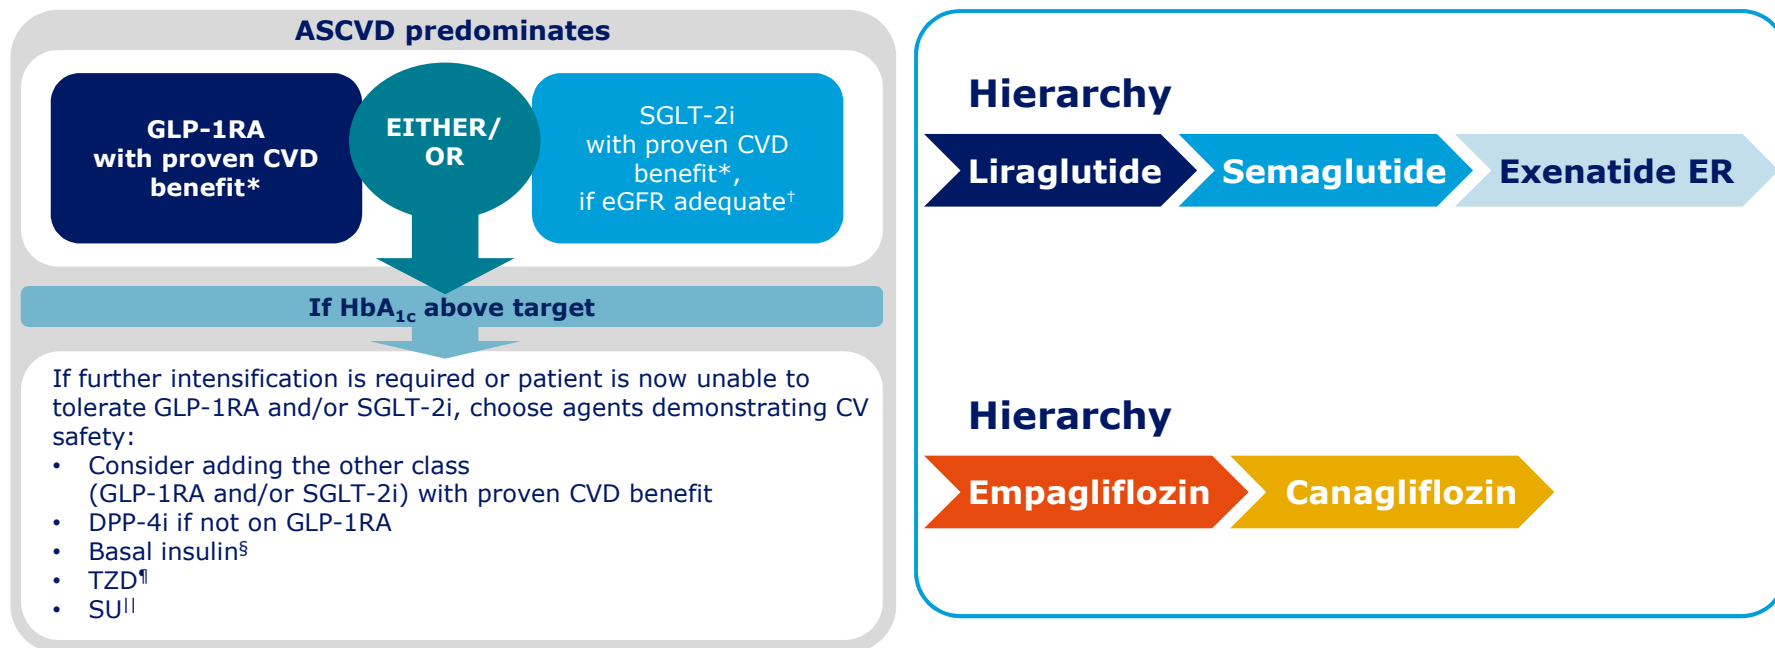 ASCVD predominates
GLP-1RA
with proven CVD
benefit*
EITHER/
OR
SGLT-2i
with proven CVD
benefit*,
if eGFR adequate†
If HbA1c above target
If further intensification is required or patient is now unable to
tolerate GLP-1RA and/or SGLT-2i, choose agents demonstrating CV
safety:
• Consider adding the other class
(GLP-1RA and/or SGLT-2i) with proven CVD benefit
• DPP-4i if not on GLP-1RA
• Basal insulin§
• TZD¶
• SU||
Hierarchy
Liraglutide
Semaglutide
Exenatide ER
Hierarchy
Empagliflozin
Canagliflozin